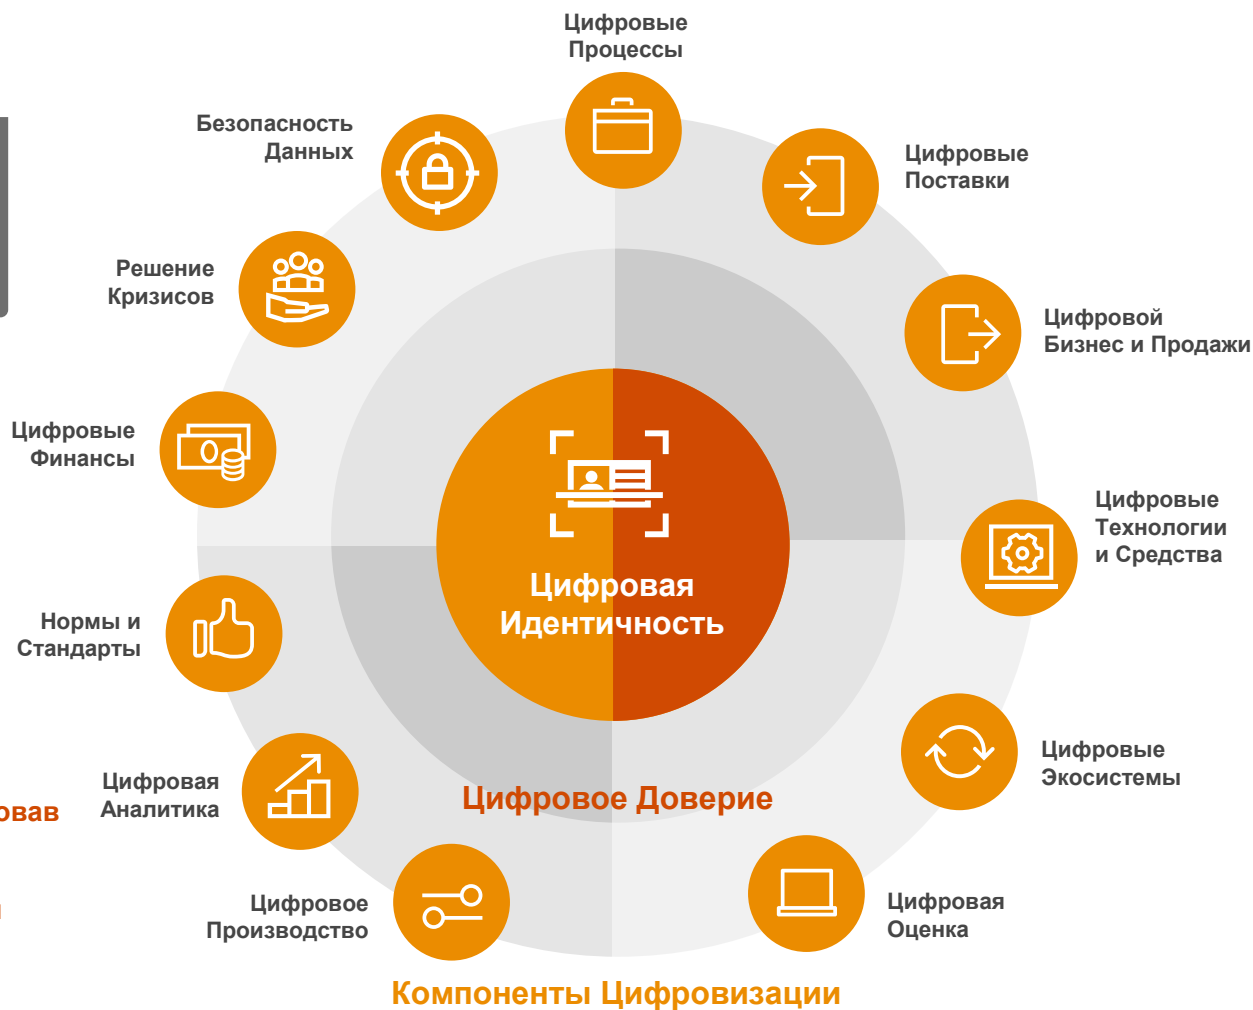 Цифровые
Процессы
Безопасность
Данных
Цифровые
Поставки
Решение
Кризисов
Цифровой
Бизнес и Продажи
Цифровые
Финансы
Цифровые
Технологии
и Средства
Цифровая
Идентичность
Нормы и
Стандарты
Цифровые
Экосистемы
Цифровая
Аналитика
Цифровое Доверие
овав
Цифровое
Производство
Цифровая
Оценка
Компоненты Цифровизации